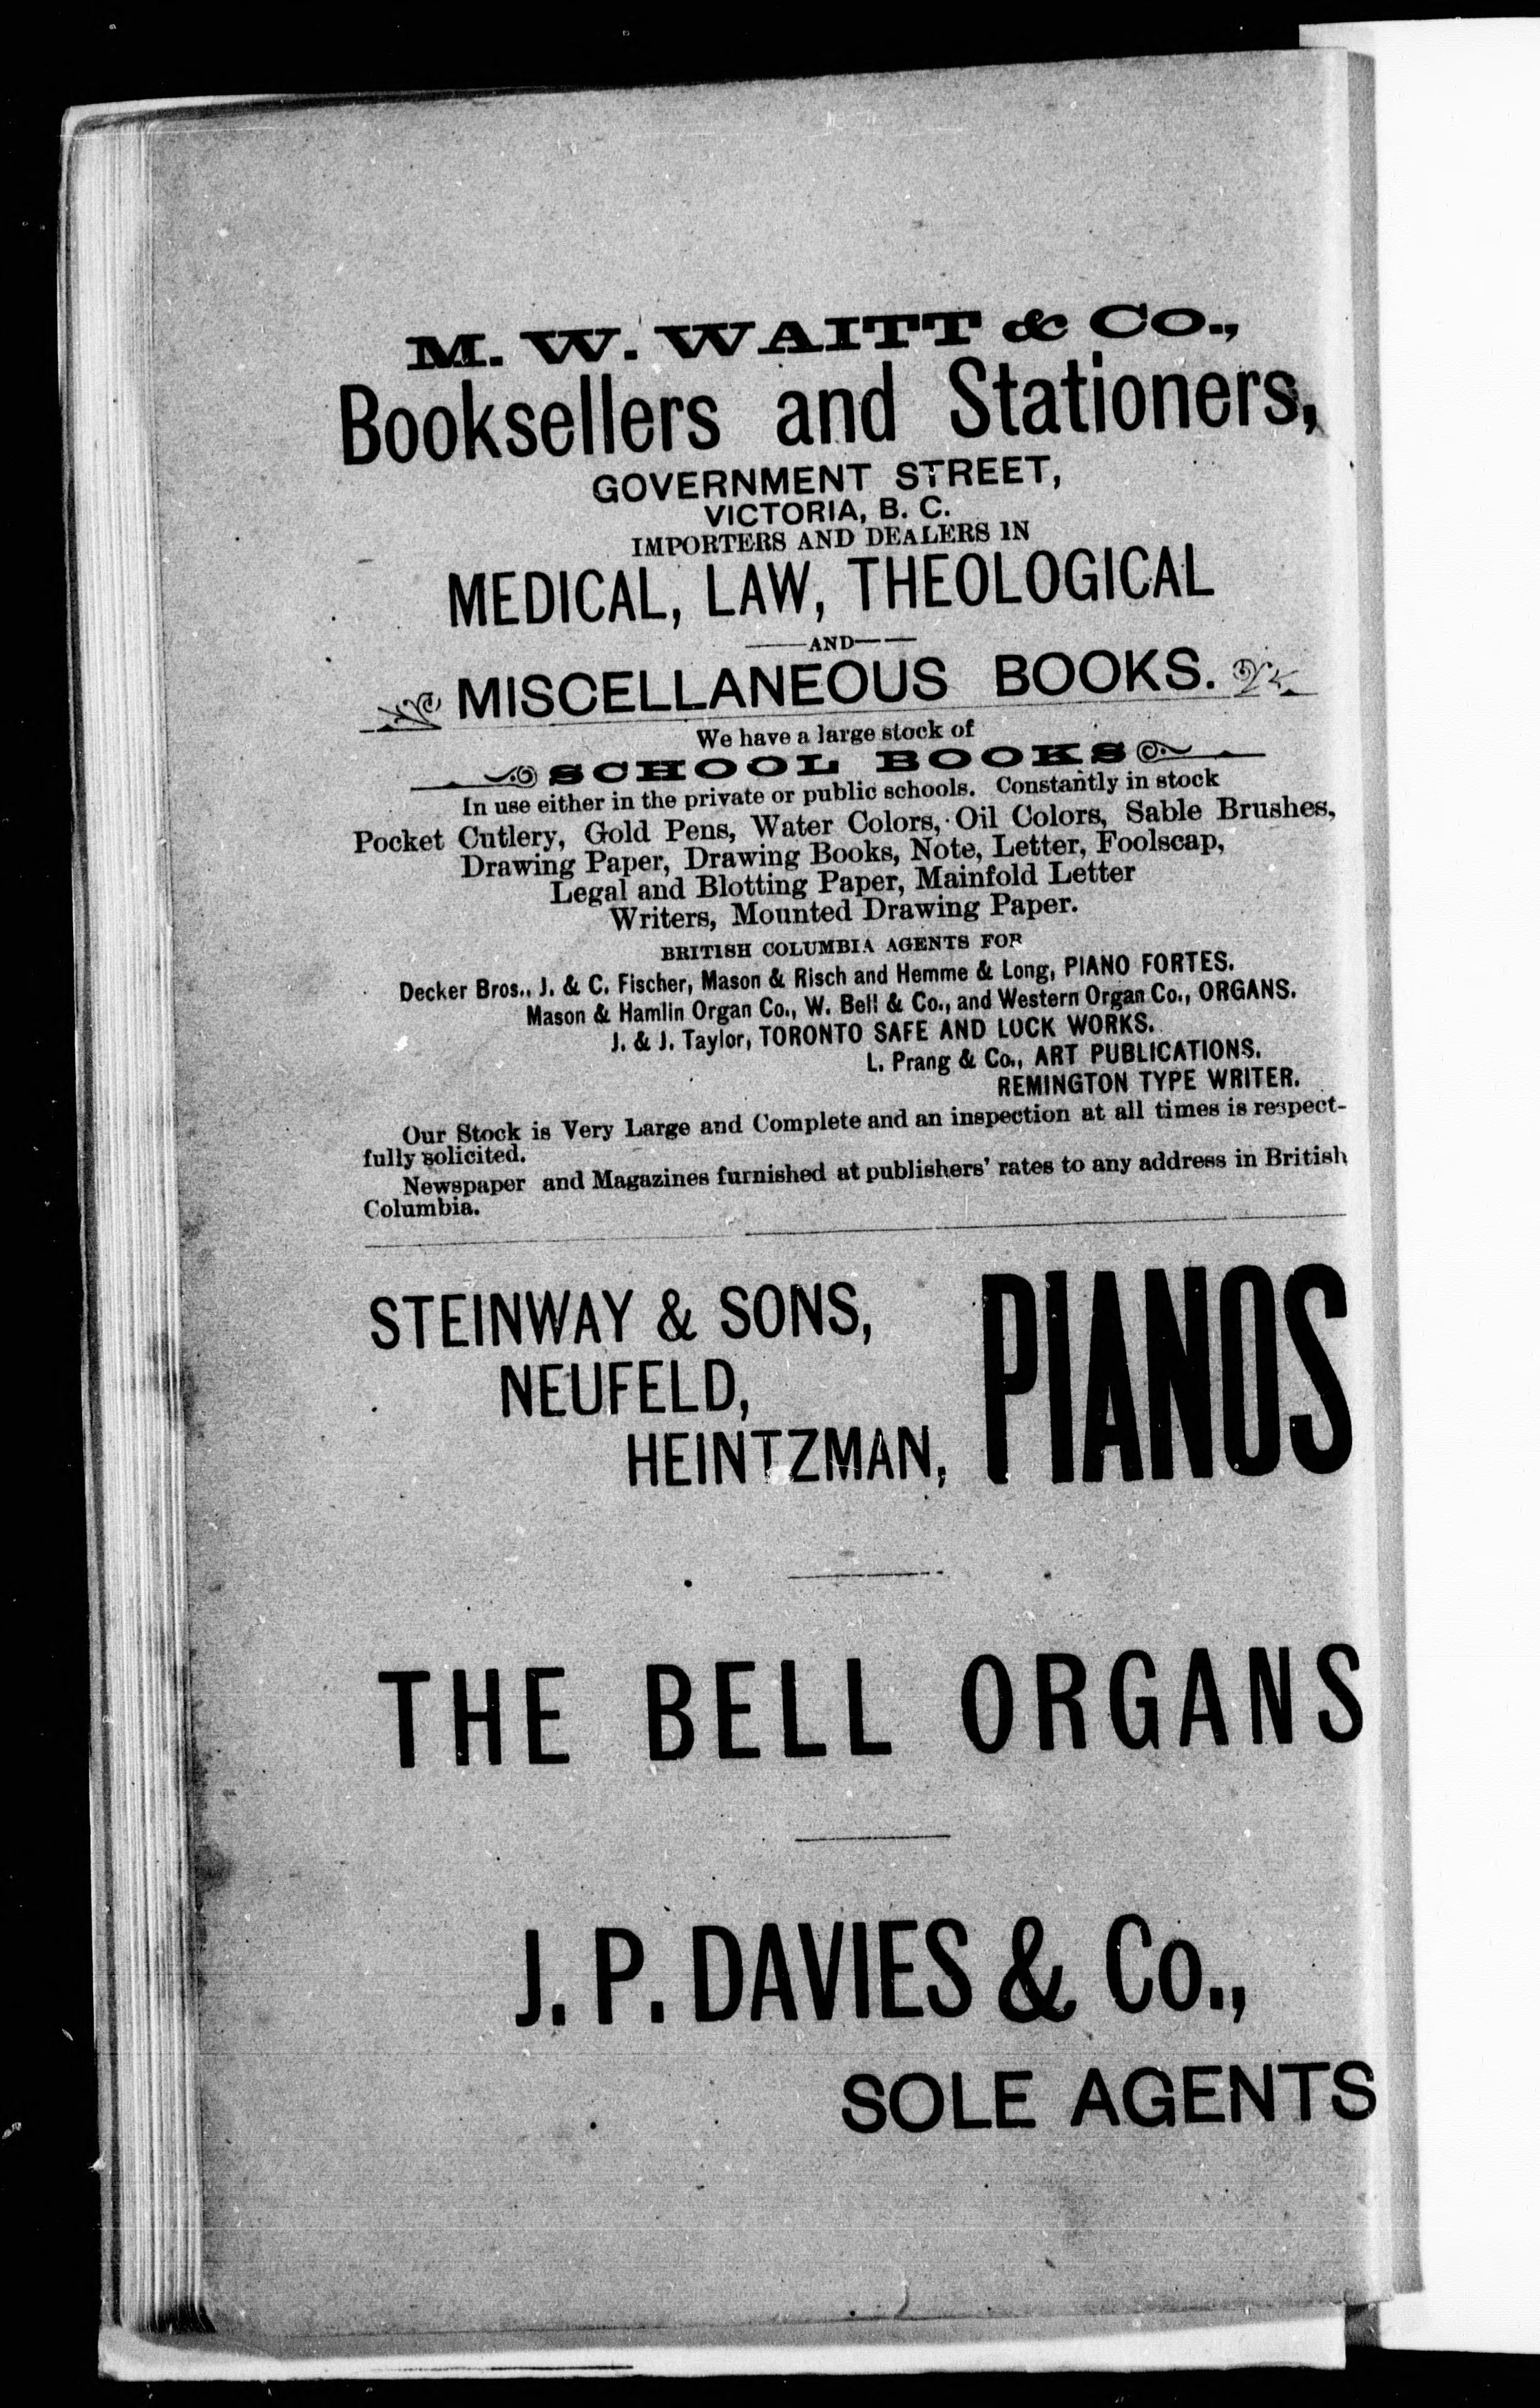 M. W. WAITT & CO.,
Booksellers and Stationers,
GOVERNMENT STREET,
VICTORIA, B. C.
IMPORTERS AND DEALERS IN
MEDICAL, LAW, THEOLOGICAL
—AND—
MISCELLANEOUS BOOKS.
We have a large stock of
SCHOOL BOOKS
In use either in the private or public schools. Constantly in stock
Pocket Cutlery, Gold Pens, Water Colors, Oil Colors, Sable Brushes,
Drawing Paper, Drawing Books, Note, Letter, Foolscap,
Legal and Blotting Paper, Mainfold Letter
Writers, Mounted Drawing Paper.
BRITISH COLUMBIA AGENTS FOR
Decker Bros., J. & C. Fischer, Mason & Risch and Hemme & Long, PIANO FORTES.
Mason & Hamlin Organ Co., W. Bell & Co., and Western Organ Co., ORGANS.
J. & J. Taylor, TORONTO SAFE AND LOCK WORKS.
L. Prang & Co., ART PUBLICATIONS.
REMINGTON TYPE WRITER.
Our Stock is Very Large and Complete and an inspection at all times is respect-
fully solicited.
Newspaper and Magazines furnished at publishers' rates to any address in British
Columbia.
STEINWAY & SONS,
NEUFELD,
HEINTZMAN,
PIANOS
THE BELL ORGANS
J. P. DAVIES & Co.,
SOLE AGENTS